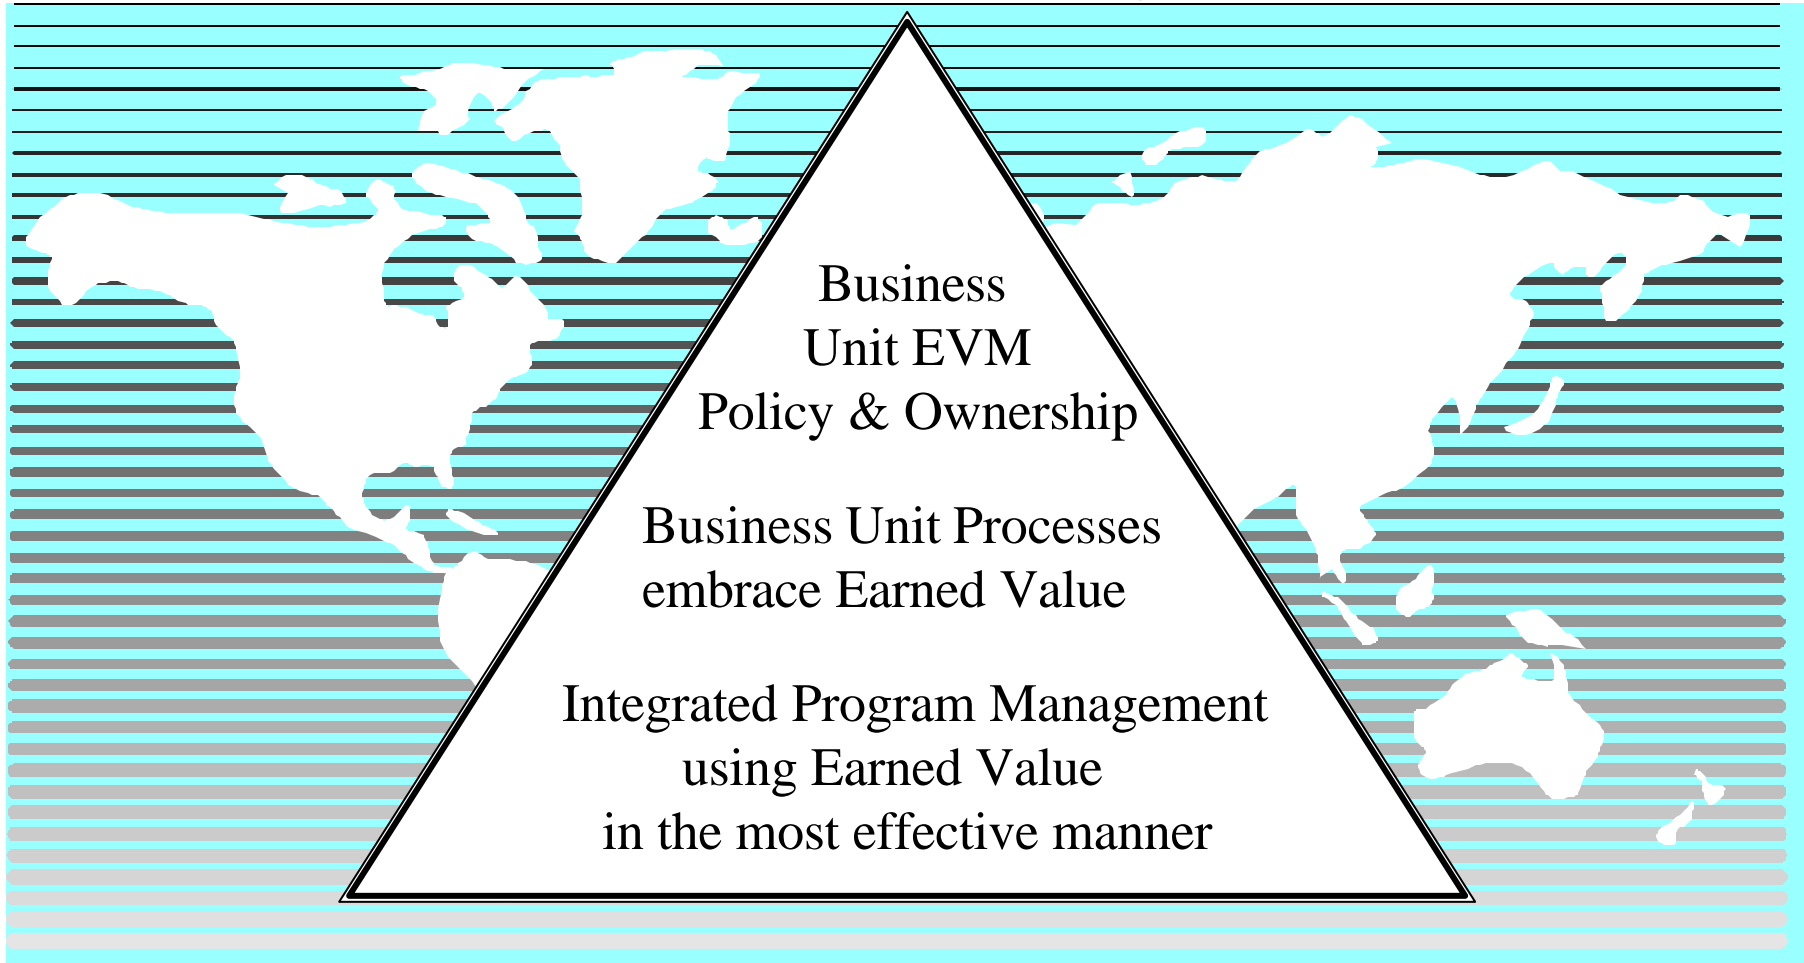 Business
Unit EVM
Policy & Ownership
Business Unit Processes
embrace Earned Value
Integrated Program Management
using Earned Value
in the most effective manner